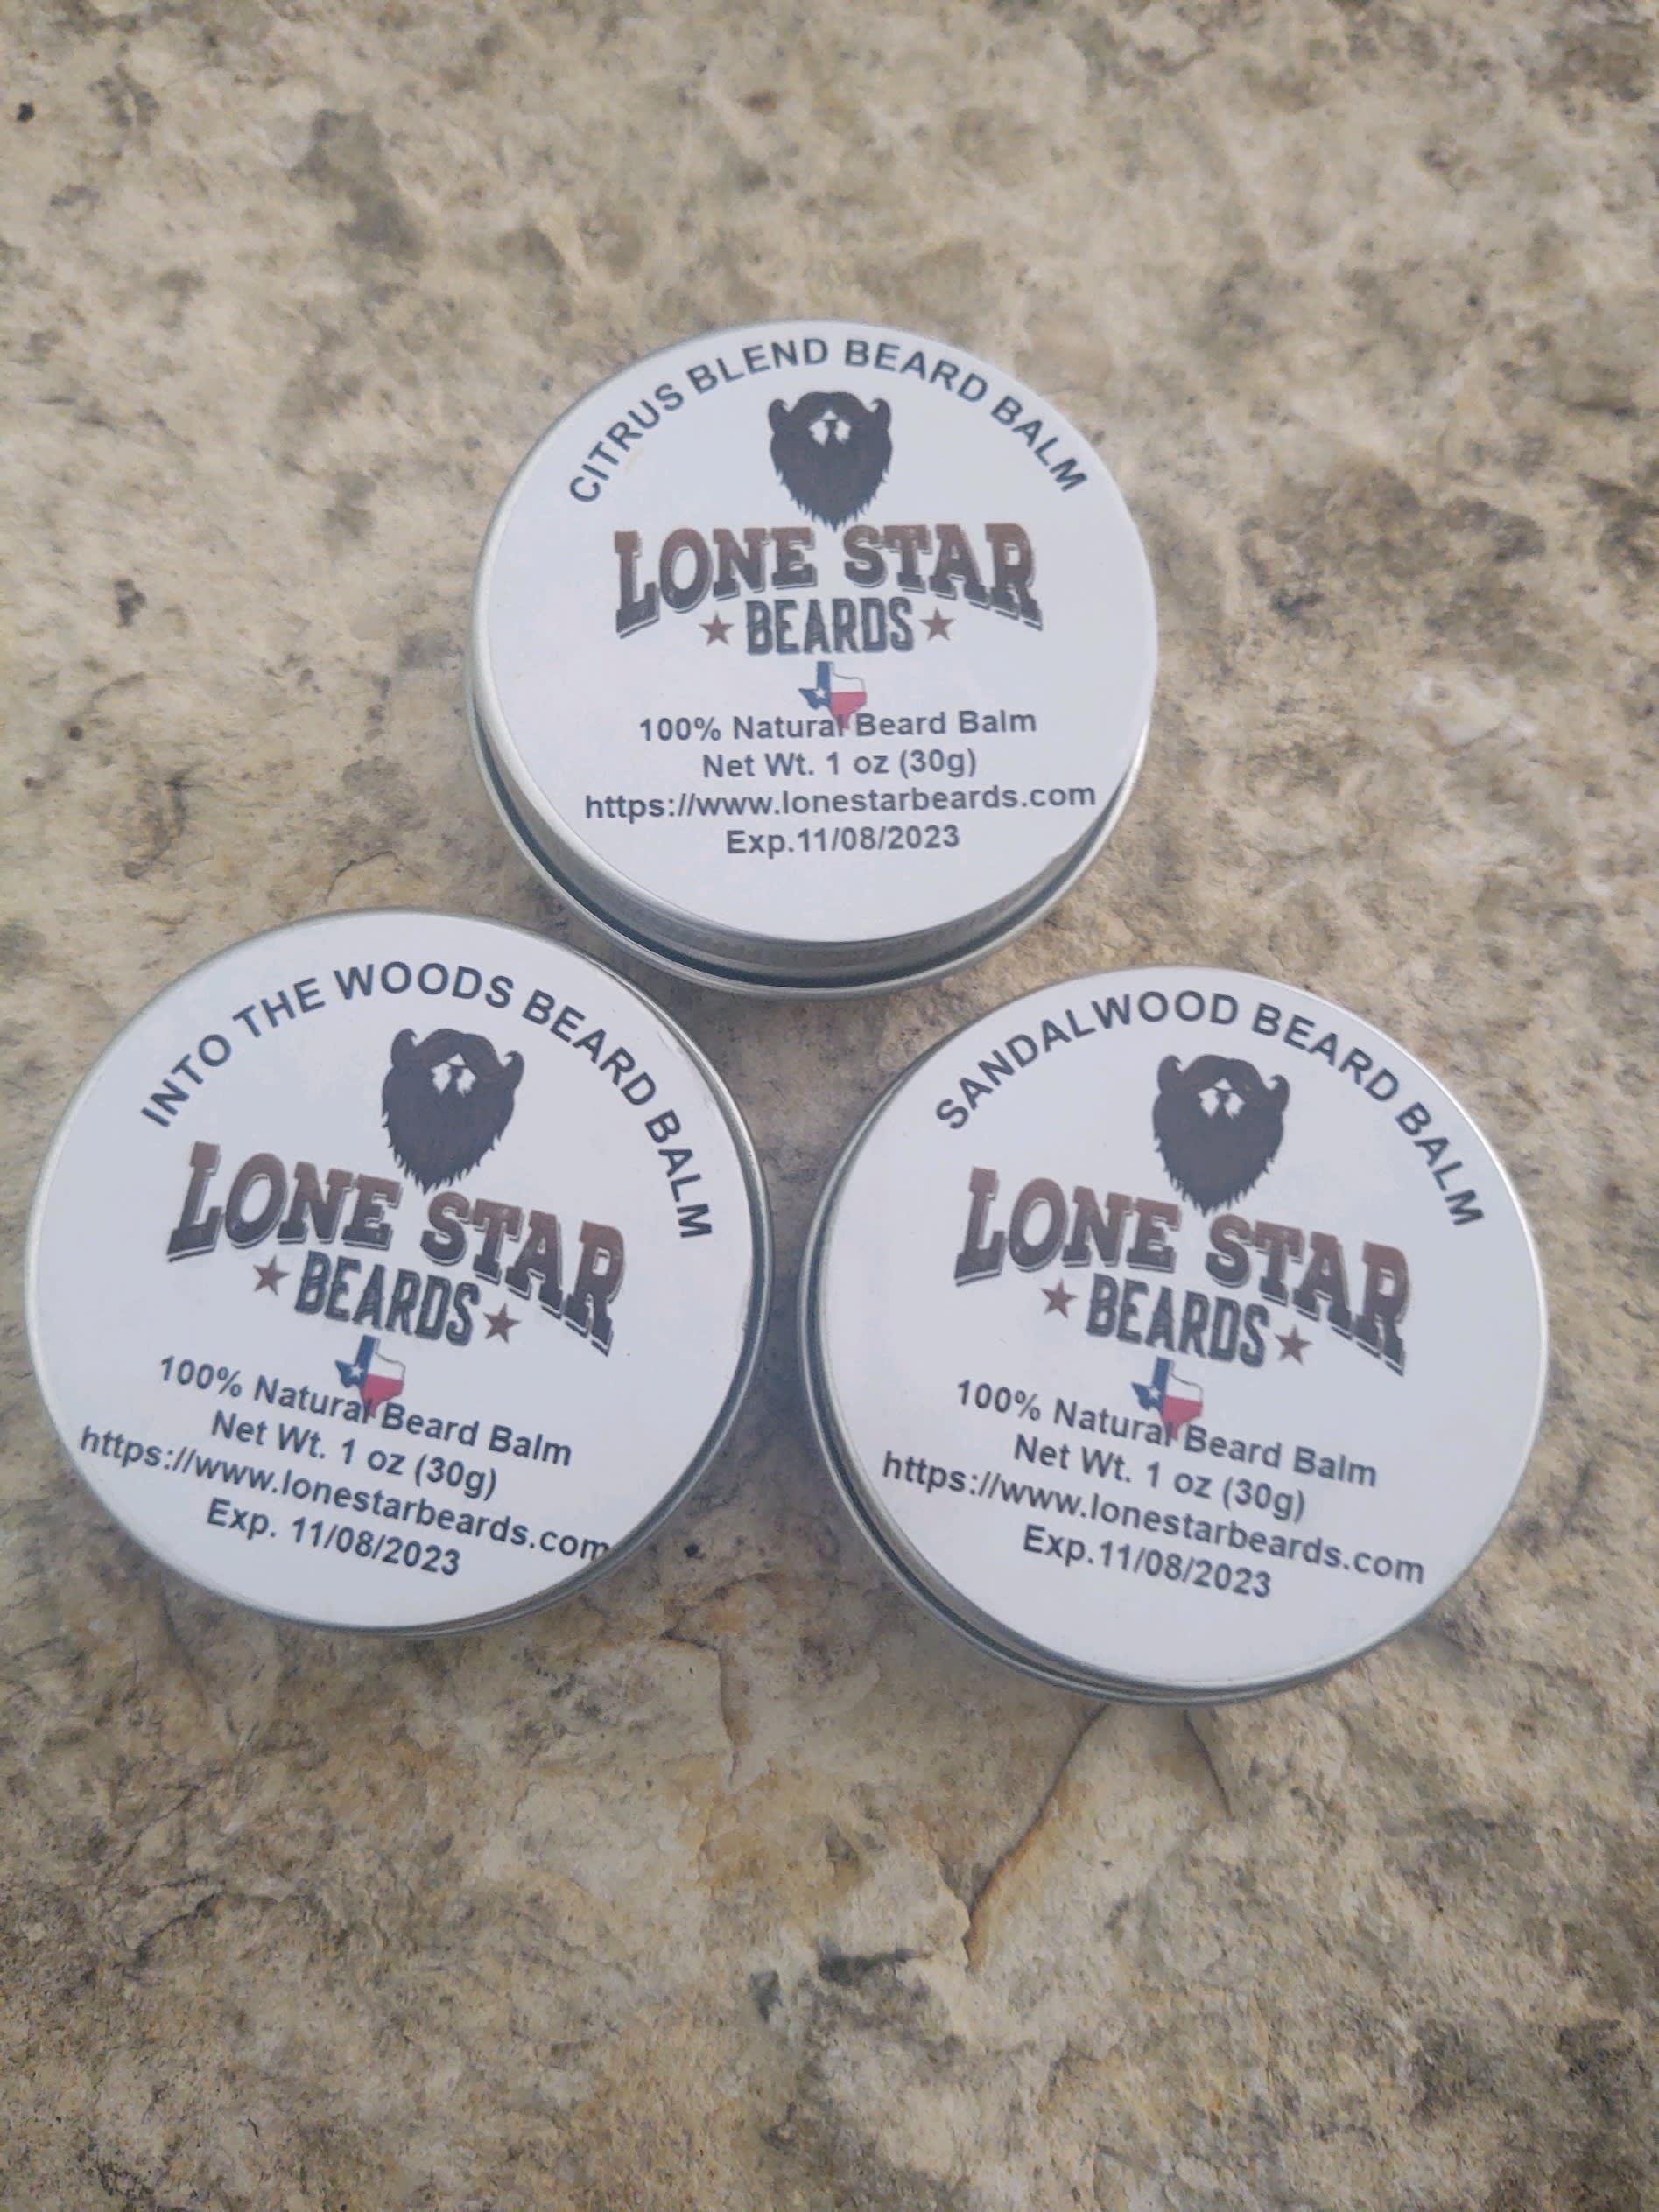 CITRUS BLEND BEARD BALM
LONE STAR
BEARDS
100% Natural Beard Balm
Net Wt. 1 oz (30g)
https://www.lonestarbeards.com
Exp.11/08/2023
INTO THE WOODS BEARD BALM
LONE STAR
BEARDS
100% Natural Beard Balm
Net Wt. 1 oz (30g)
https://www.lonestarbeards.com
Exp. 11/08/2023
SANDALWOOD BEARD BALM
LONE STAR
BEARDS
100% Natural Beard Balm
Net Wt. 1 oz (30g)
https://www.lonestarbeards.com
Exp.11/08/2023